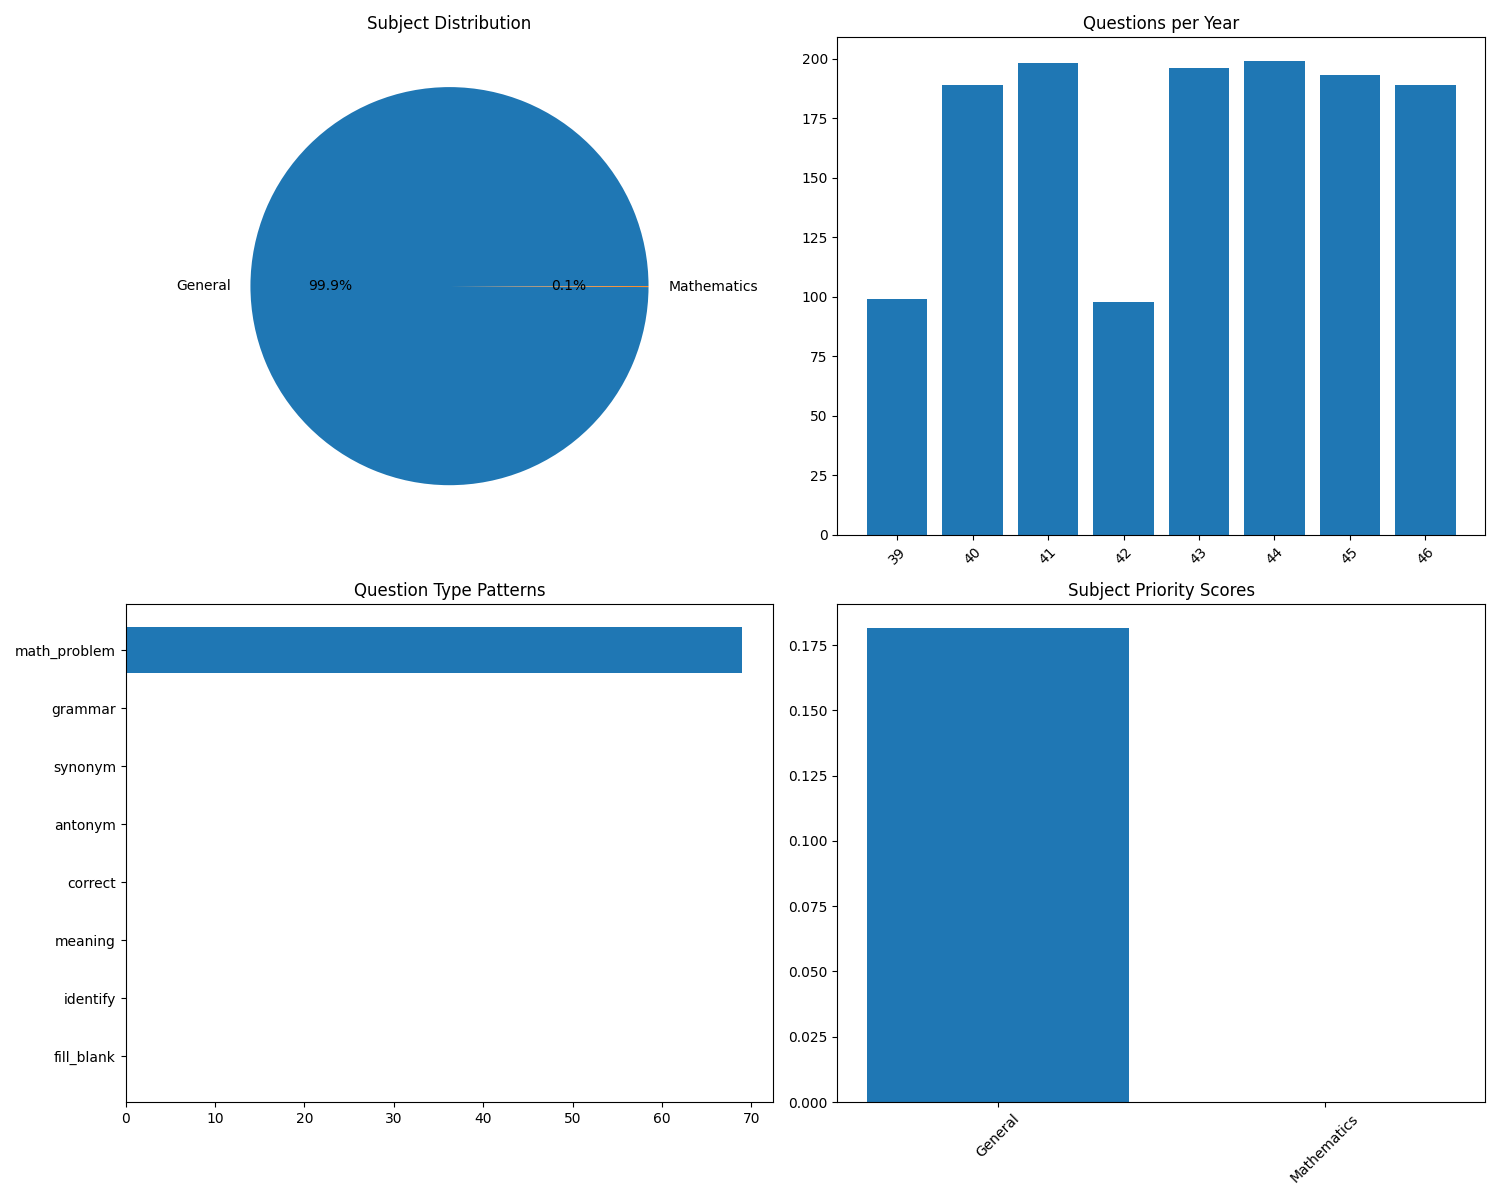 Subject Distribution
General
99.9%
0.1%
Mathematics
Questions per Year
200
175
150
125
100
75
50
25
0
39 40 41 42 43 44 45 46
Question Type Patterns
math_problem
grammar
synonym
antonym
correct
meaning
identify
fill_blank
0 10 20 30 40 50 60 70
Subject Priority Scores
0.175
0.150
0.125
0.100
0.075
0.050
0.025
0.000
General Mathematics